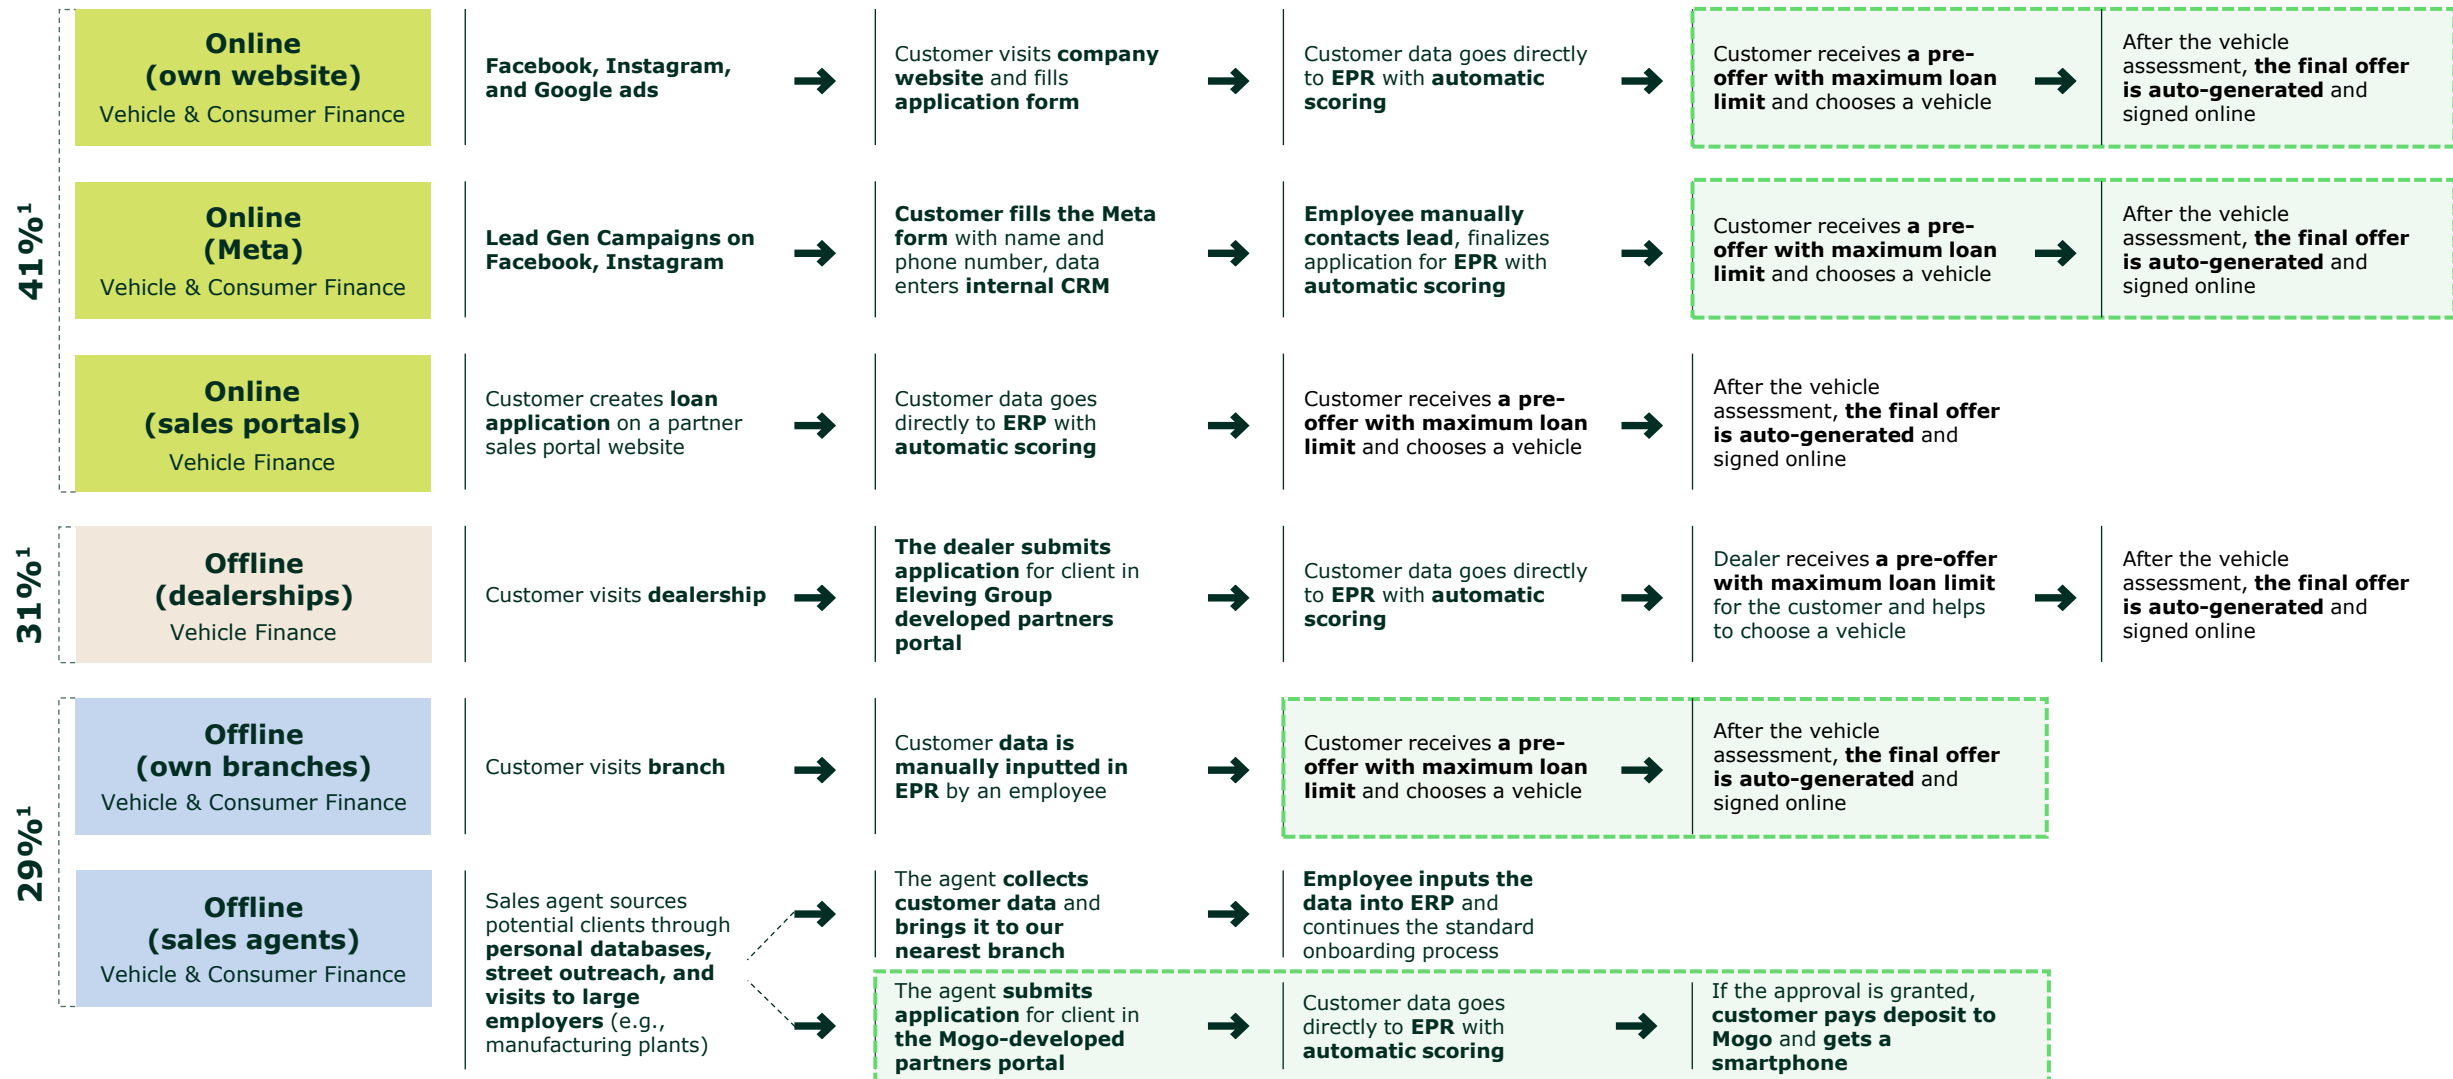 41%1
Online
(own website)
Vehicle & Consumer Finance
Facebook, Instagram,
and Google ads
Customer visits company
website and fills
application form
Customer data goes directly
to EPR with automatic
scoring
Customer receives a pre-
offer with maximum loan
limit and chooses a vehicle
After the vehicle
assessment, the final offer
is auto-generated and
signed online
Online
(Meta)
Vehicle & Consumer Finance
Lead Gen Campaigns on
Facebook, Instagram
Customer fills the Meta
form with name and
phone number, data
enters internal CRM
Employee manually
contacts lead, finalizes
application for EPR with
automatic scoring
Customer receives a pre-
offer with maximum loan
limit and chooses a vehicle
After the vehicle
assessment, the final offer
is auto-generated and
signed online
Online
(sales portals)
Vehicle Finance
Customer creates loan
application on a partner
sales portal website
Customer data goes
directly to ERP with
automatic scoring
Customer receives a pre-
offer with maximum loan
limit and chooses a vehicle
After the vehicle
assessment, the final offer
is auto-generated and
signed online
31%1
Offline
(dealerships)
Vehicle Finance
Customer visits dealership
The dealer submits
application for client in
Eleving Group
developed partners
portal
Customer data goes directly
to EPR with automatic
scoring
Dealer receives a pre-offer
with maximum loan limit
for the customer and helps
to choose a vehicle
After the vehicle
assessment, the final offer
is auto-generated and
signed online
29%1
Offline
(own branches)
Vehicle & Consumer Finance
Customer visits branch
Customer data is
manually inputted in
EPR by an employee
Customer receives a pre-
offer with maximum loan
limit and chooses a vehicle
After the vehicle
assessment, the final offer
is auto-generated and
signed online
Offline
(sales agents)
Vehicle & Consumer Finance
Sales agent sources
potential clients through
personal databases,
street outreach, and
visits to large
employers (e.g.,
manufacturing plants)
The agent collects
customer data and
brings it to our
nearest branch
Employee inputs the
data into ERP and
continues the standard
onboarding process
The agent submits
application for client in
the Mogo-developed
partners portal
Customer data goes
directly to EPR with
automatic scoring
If the approval is granted,
customer pays deposit to
Mogo and gets a
smartphone